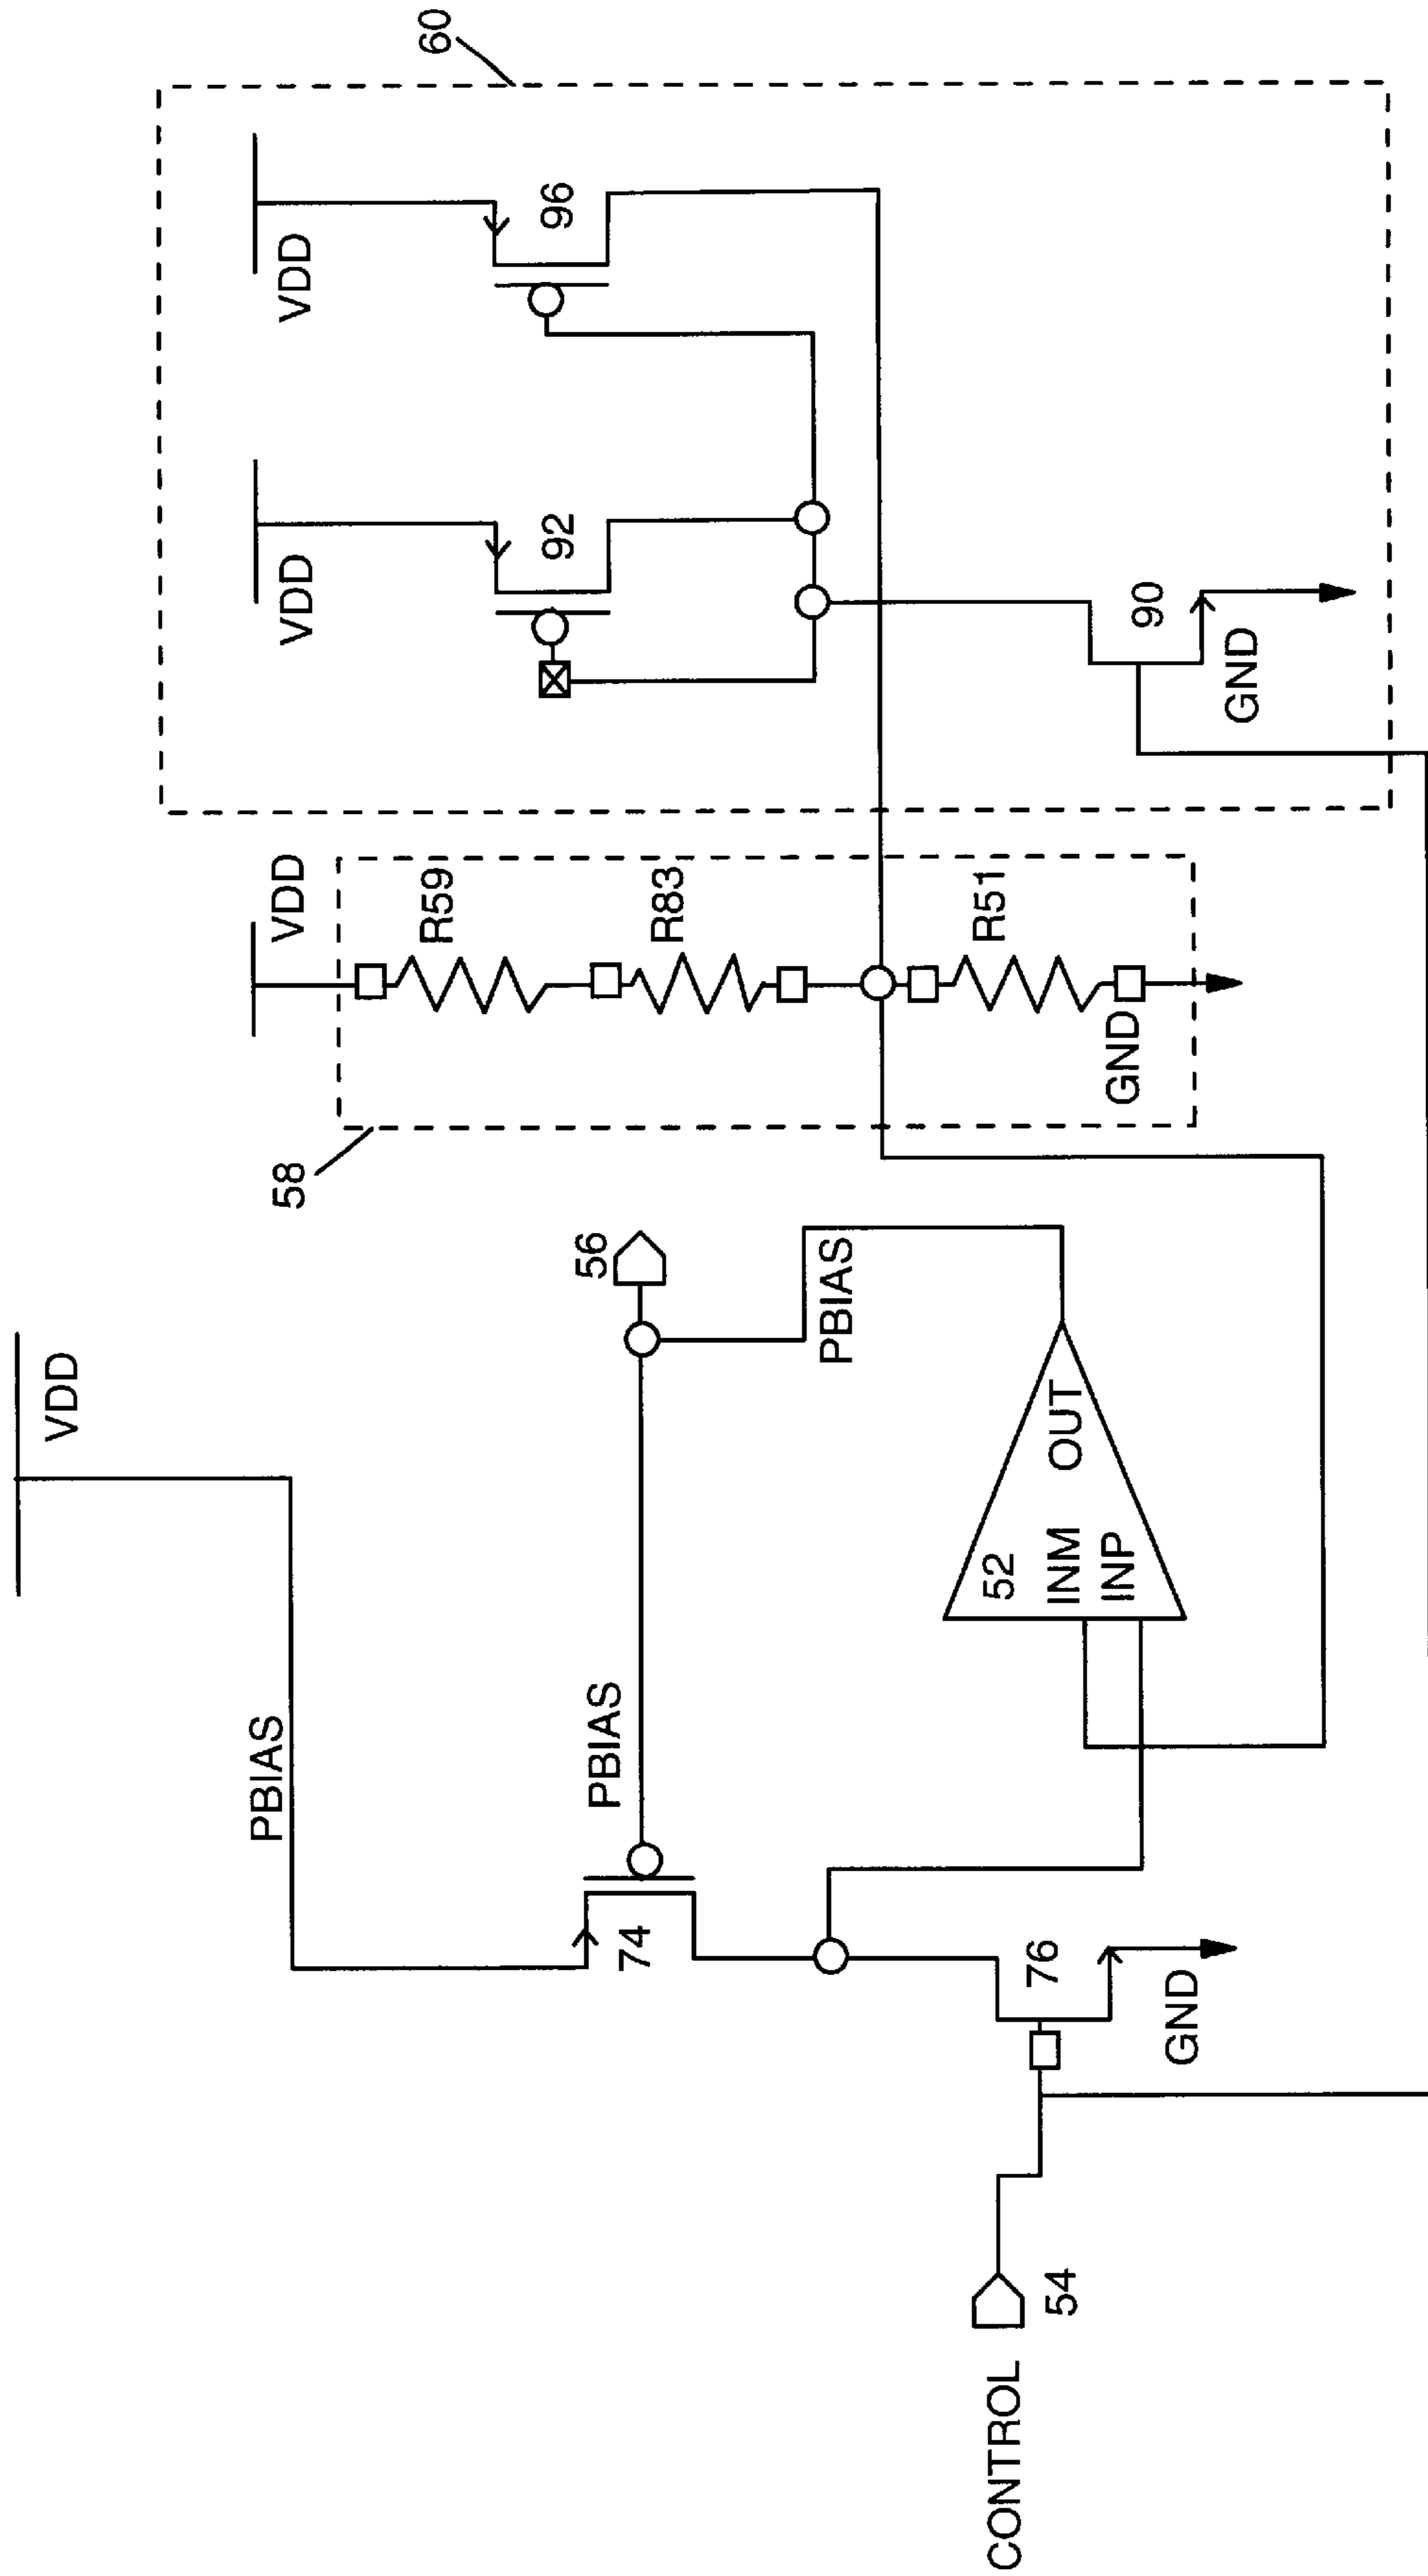 60
VDD
96
VDD
92
90
GND
VDD
R59
R83
R51
GND
58
VDD
56
PBIAS
PBIAS
PBIAS
52
INM
INP
OUT
74
76
GND
CONTROL
54